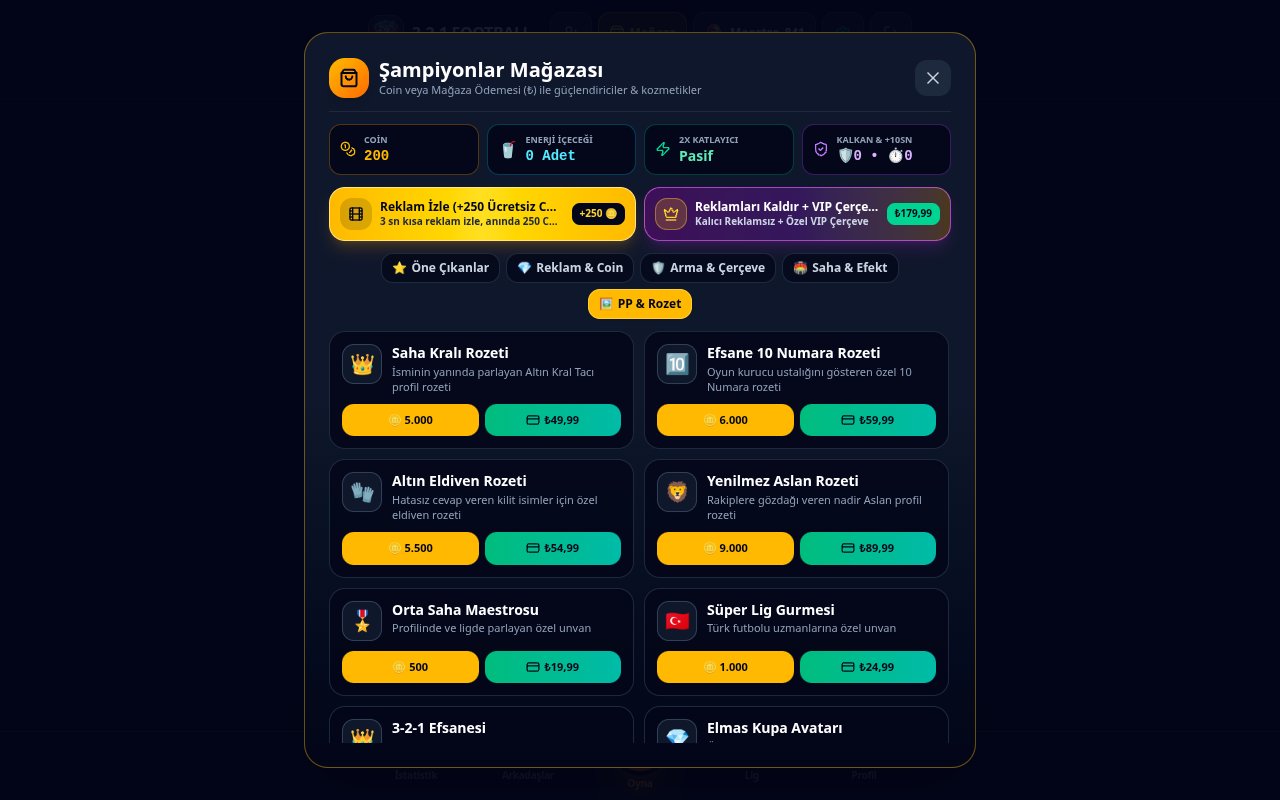 Şampiyonlar Mağazası
Coin veya Mağaza Ödemesi (₺) ile güçlendiriciler & kozmetikler
COİN
200
ENERJİ İÇECEĞİ
0 Adet
2X KATLAYICI
Pasif
KALKAN & +10SN
🛡️0 • ⏱️0
Reklam İzle (+250 Ücretsiz C...
3 sn kısa reklam izle, anında 250 C...
+250 🪙
Reklamları Kaldır + VIP Çerçe...
Kalıcı Reklamsız + Özel VIP Çerçeve
₺179,99
⭐ Öne Çıkanlar
💎 Reklam & Coin
🛡️ Arma & Çerçeve
🏟️ Saha & Efekt
🖼️ PP & Rozet
Saha Kralı Rozeti
İsminin yanında parlayan Altın Kral Tacı
profil rozeti
🪙 5.000
₺49,99
Efsane 10 Numara Rozeti
Oyun kurucu ustalığını gösteren özel 10
Numara rozeti
🪙 6.000
₺59,99
Altın Eldiven Rozeti
Hatasız cevap veren kilit isimler için özel
eldiven rozeti
🪙 5.500
₺54,99
Yenilmez Aslan Rozeti
Rakiplere gözdağı veren nadir Aslan profil
rozeti
🪙 9.000
₺89,99
Orta Saha Maestrosu
Profilinde ve ligde parlayan özel unvan
🪙 500
₺19,99
Süper Lig Gurmesi
Türk futbolu uzmanlarına özel unvan
🪙 1.000
₺24,99
3-2-1 Efsanesi
Elmas Kupa Avatarı
İstatistik
Arkadaşlar
Oyna
Lig
Profil